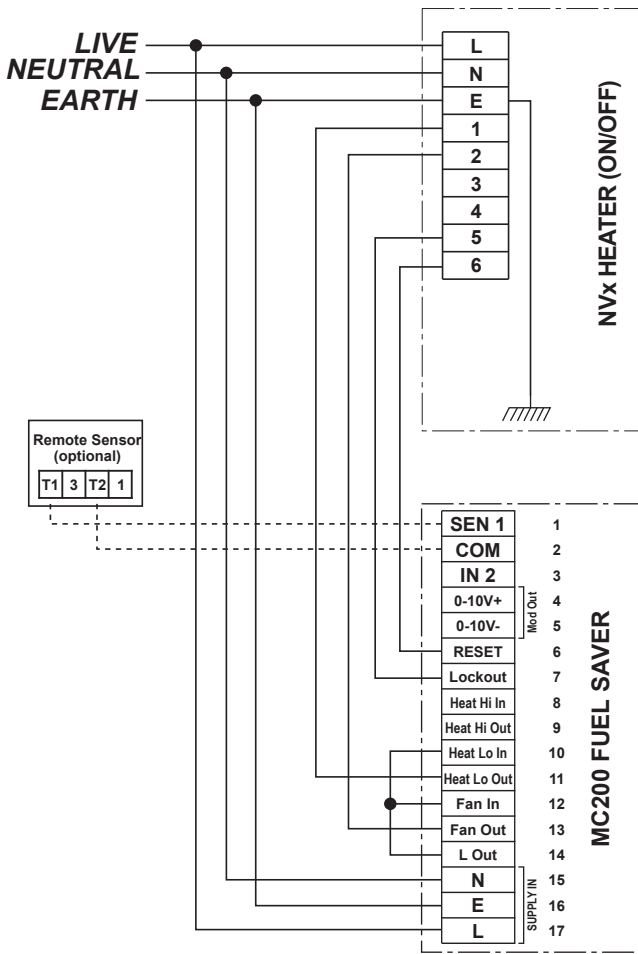 LIVE
NEUTRAL
EARTH
L
N
E
1
2
3
4
5
6
NVx HEATER (ON/OFF)
Remote Sensor
(optional)
T1 3 T2 1
SEN 1 1
COM 2
IN 2 3
0-10V+ 4
0-10V- 5
Mod Out
RESET 6
Lockout 7
Heat Hi In 8
Heat Hi Out 9
Heat Lo In 10
Heat Lo Out 11
Fan In 12
Fan Out 13
L Out 14
N 15
E 16
L 17
SUPPLY IN
MC200 FUEL SAVER